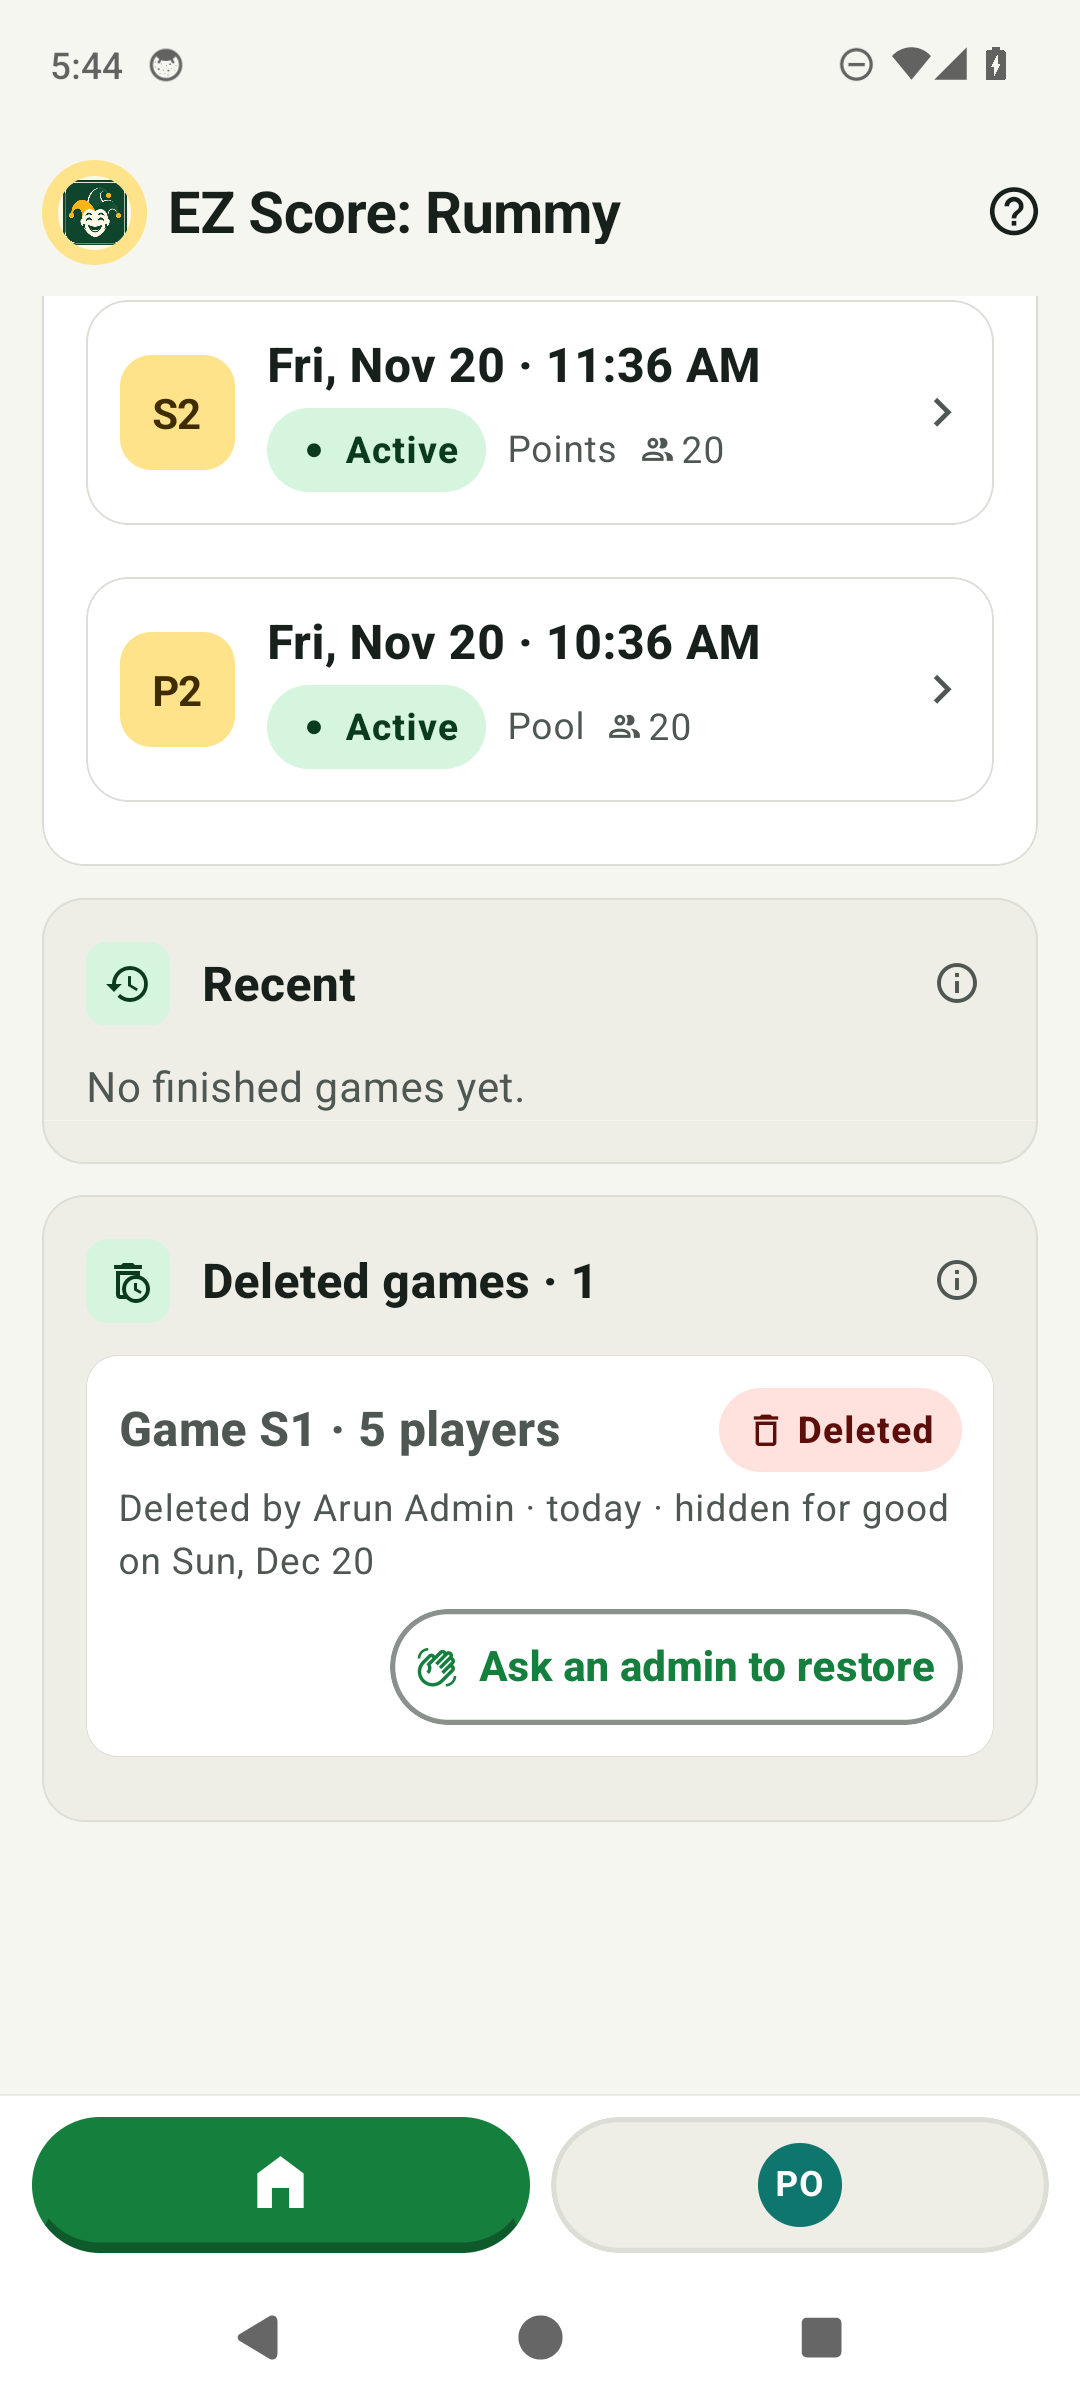 5:44
EZ Score: Rummy
S2
Fri, Nov 20 · 11:36 AM
• Active Points 20
P2
Fri, Nov 20 · 10:36 AM
• Active Pool 20
Recent
No finished games yet.
Deleted games · 1
Game S1 · 5 players
Deleted
Deleted by Arun Admin · today · hidden for good
on Sun, Dec 20
Ask an admin to restore
PO